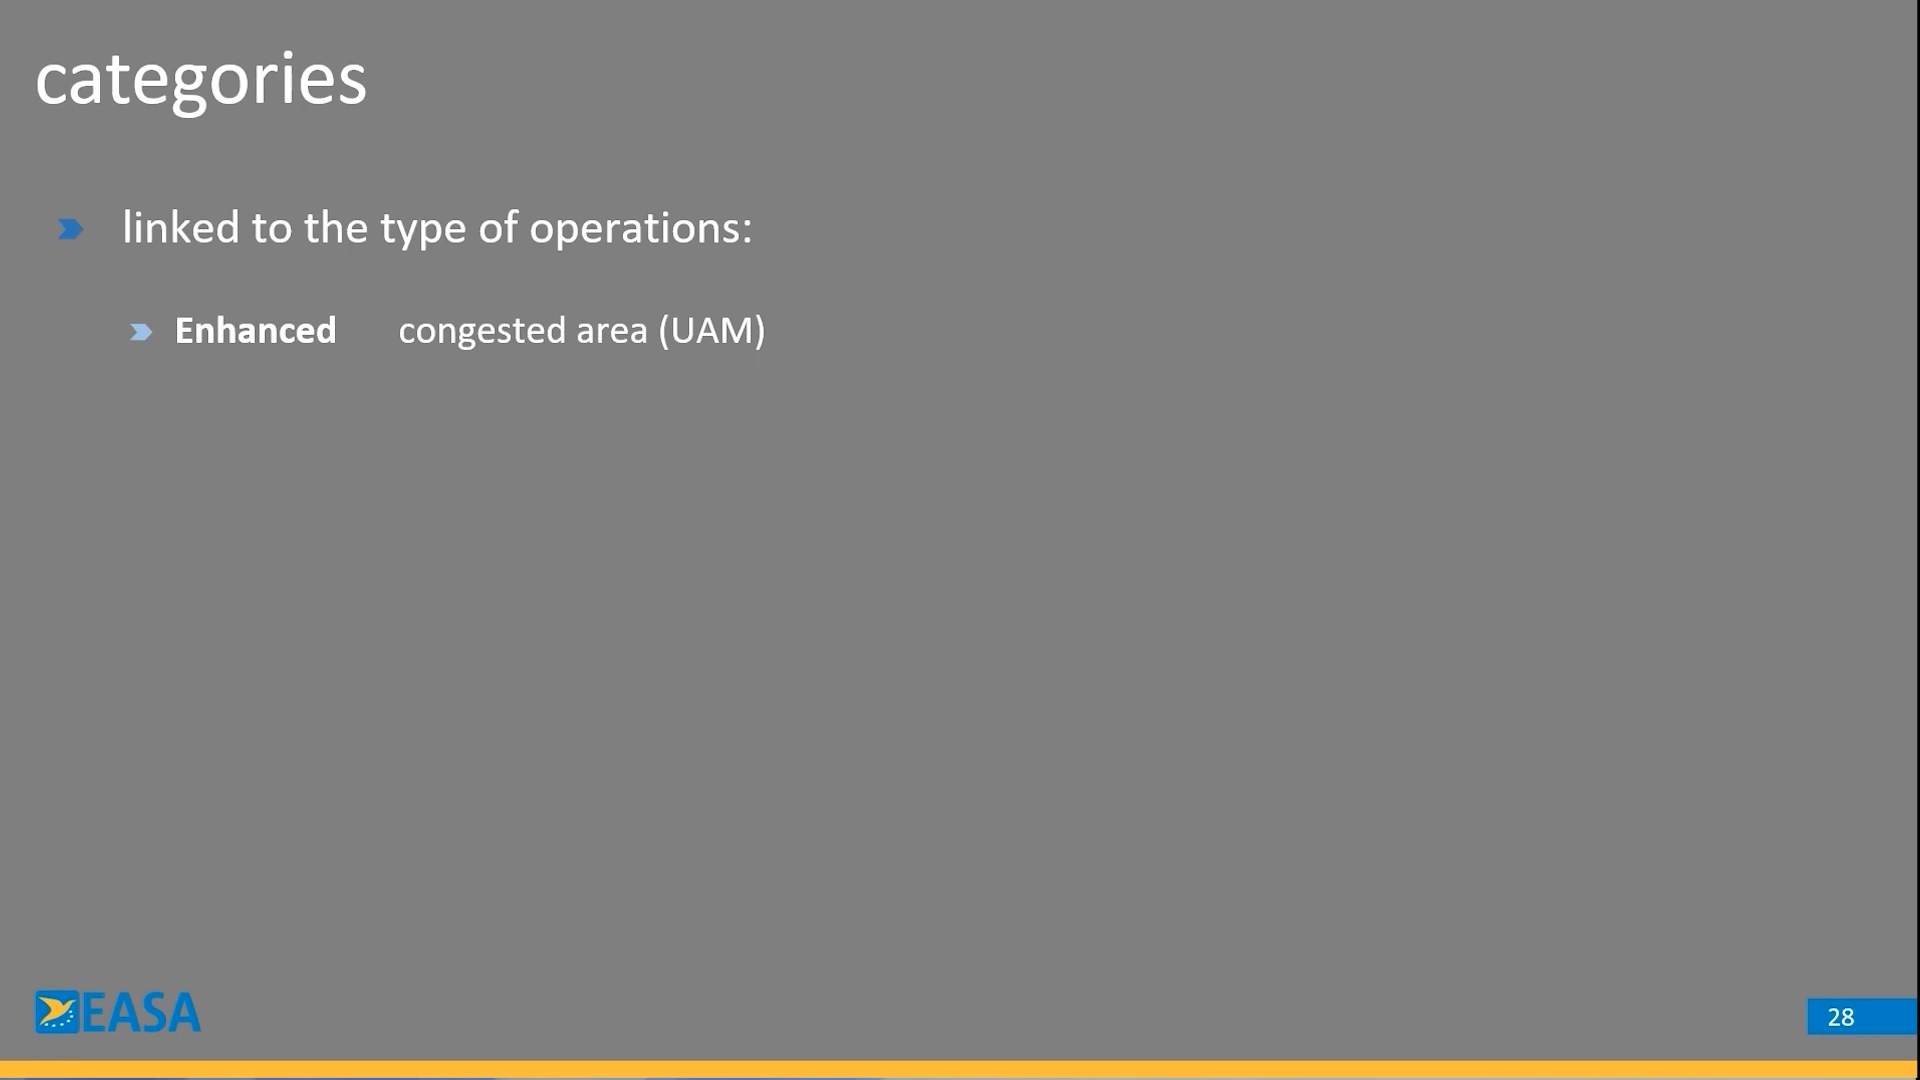 categories
linked to the type of operations:
Enhanced congested area (UAM)
EASA
28